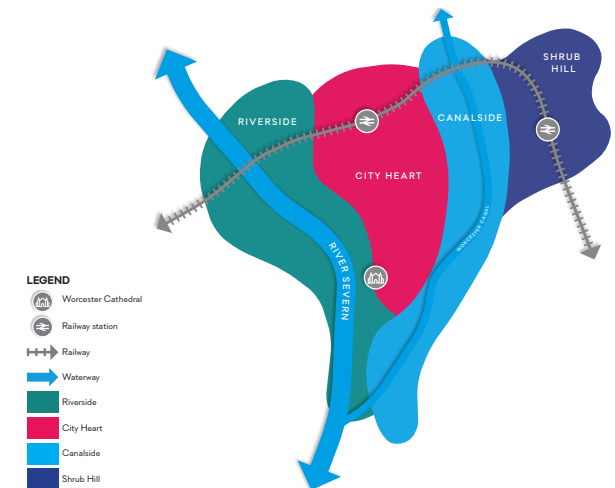 SHRUB
HILL
RIVERSIDE
CANALSIDE
CITY HEART
WORCESTER CANAL
RIVER SEVERN
LEGEND
Worcester Cathedral
Railway station
Railway
Waterway
Riverside
City Heart
Canalside
Shrub Hill